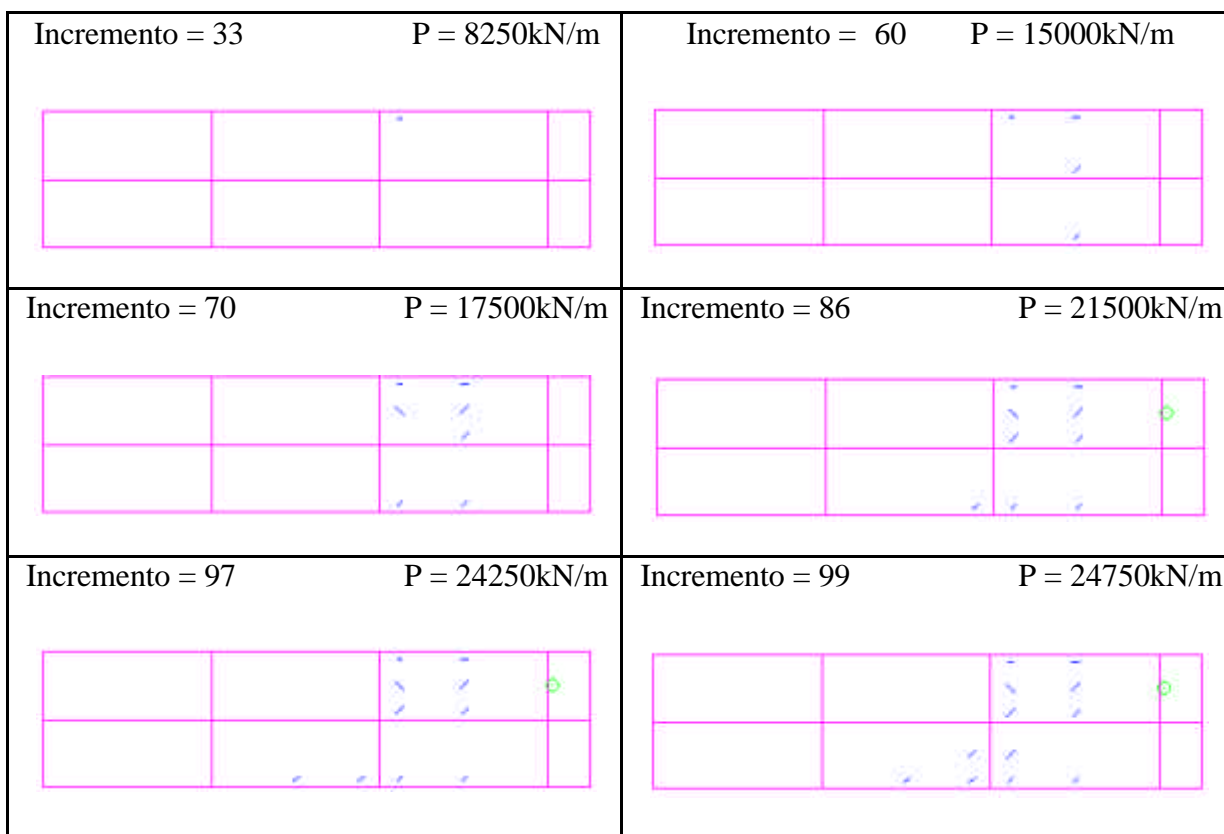 Incremento = 33 P = 8250kN/m
Incremento = 60 P = 15000kN/m
Incremento = 70 P = 17500kN/m
Incremento = 86 P = 21500kN/m
Incremento = 97 P = 24250kN/m
Incremento = 99 P = 24750kN/m